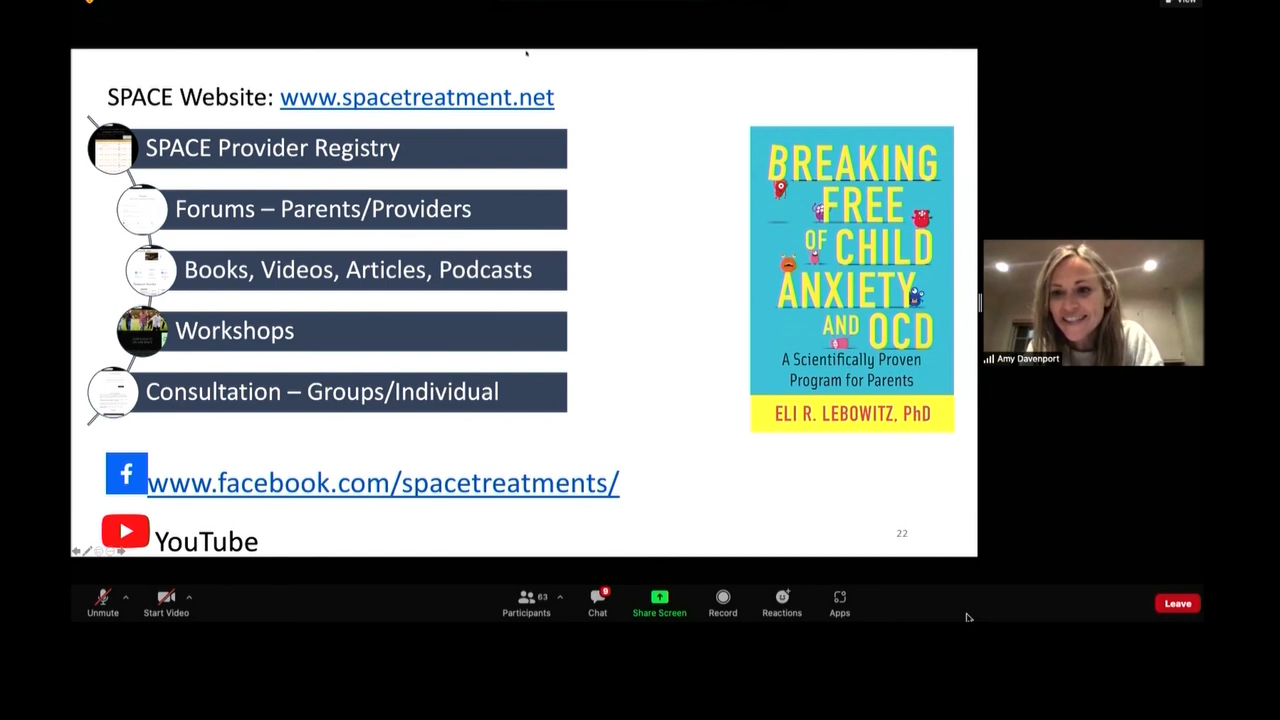 View
SPACE Website: www.spacetreatment.net
SPACE Provider Registry
Forums – Parents/Providers
Books, Videos, Articles, Podcasts
Workshops
Consultation – Groups/Individual
www.facebook.com/spacetreatments/
YouTube
22
BREAKING
FREE
OF CHILD
ANXIETY
AND OCD
A Scientifically Proven
Program for Parents
ELI R. LEBOWITZ, PhD
Amy Davenport
Unmute
Start Video
63
Participants
9
Chat
Share Screen
Record
Reactions
Apps
Leave